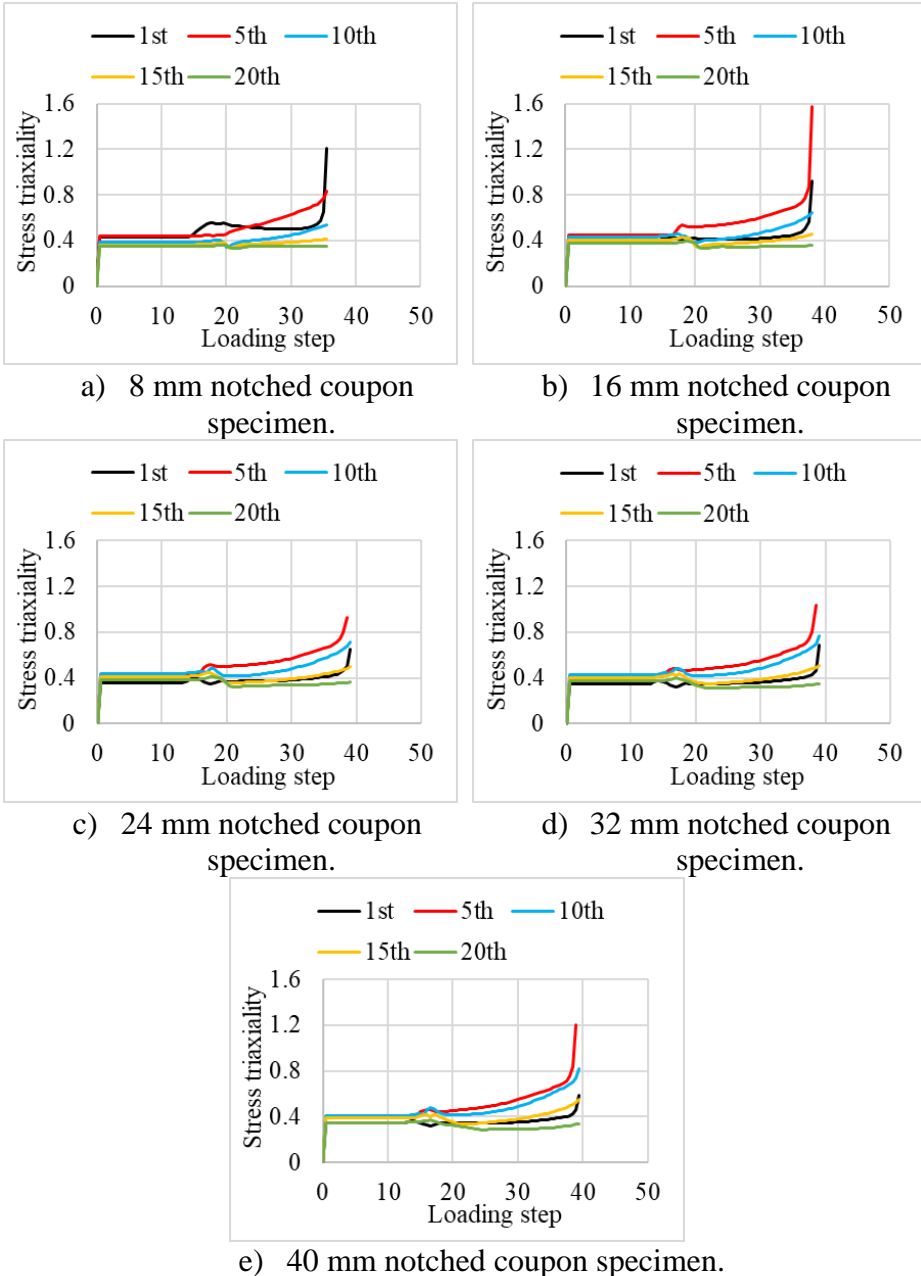 1st 5th 10th
15th 20th
Stress triaxiality
1.6
1.2
0.8
0.4
0
0 10 20 30 40 50
Loading step
a) 8 mm notched coupon
specimen.
1st 5th 10th
15th 20th
Stress triaxiality
1.6
1.2
0.8
0.4
0
0 10 20 30 40 50
Loading step
b) 16 mm notched coupon
specimen.
1st 5th 10th
15th 20th
Stress triaxiality
1.6
1.2
0.8
0.4
0
0 10 20 30 40 50
Loading step
c) 24 mm notched coupon
specimen.
1st 5th 10th
15th 20th
Stress triaxiality
1.6
1.2
0.8
0.4
0
0 10 20 30 40 50
Loading step
d) 32 mm notched coupon
specimen.
1st 5th 10th
15th 20th
Stress triaxiality
1.6
1.2
0.8
0.4
0
0 10 20 30 40 50
Loading step
e) 40 mm notched coupon specimen.